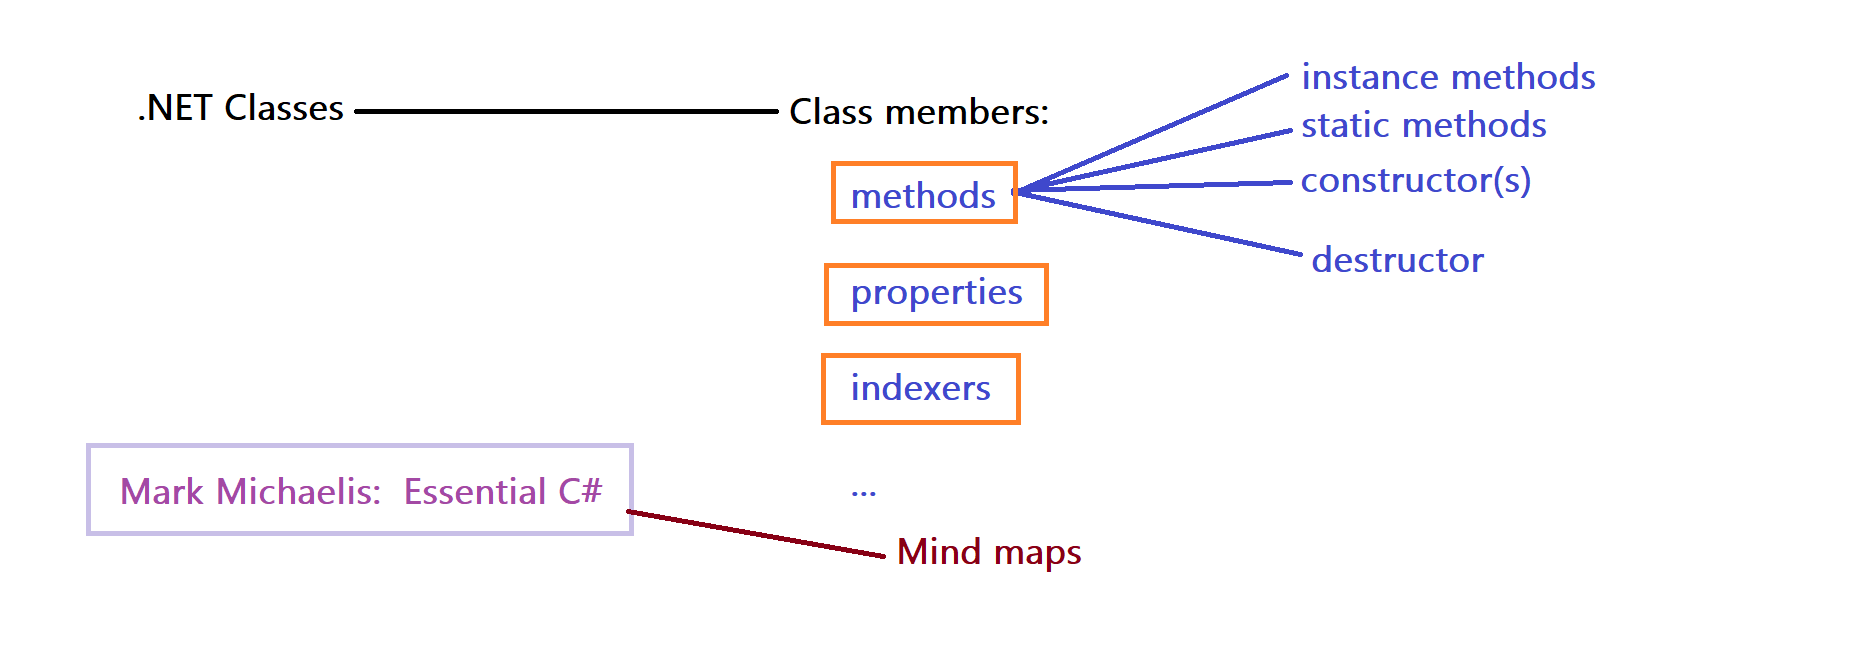 .NET Classes
Class members:
methods
instance methods
static methods
constructor(s)
destructor
properties
indexers
...
Mark Michaelis:  Essential C#
Mind maps